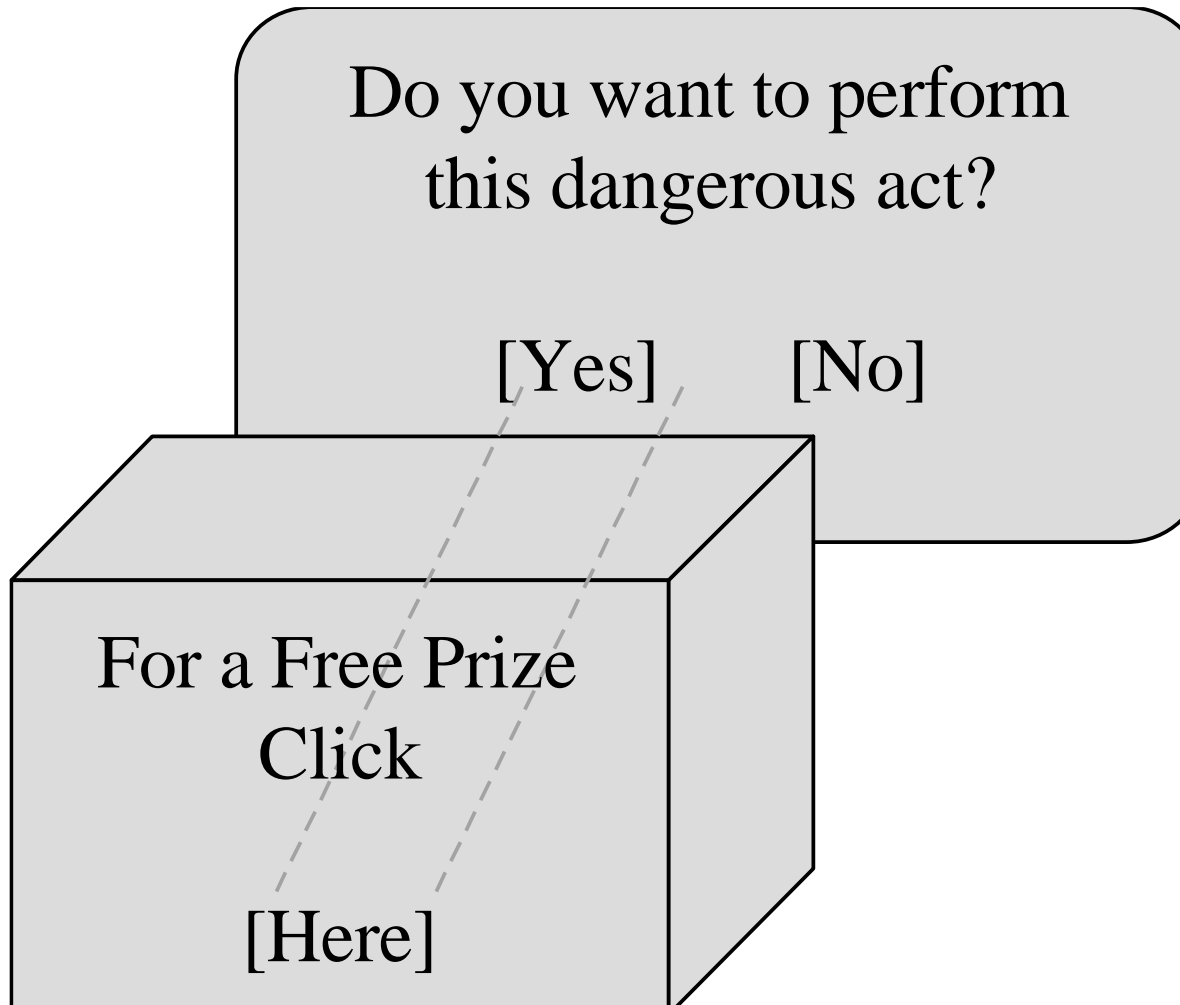 Do you want to perform
this dangerous act?
[Yes] [No]
For a Free Prize
Click
[Here]